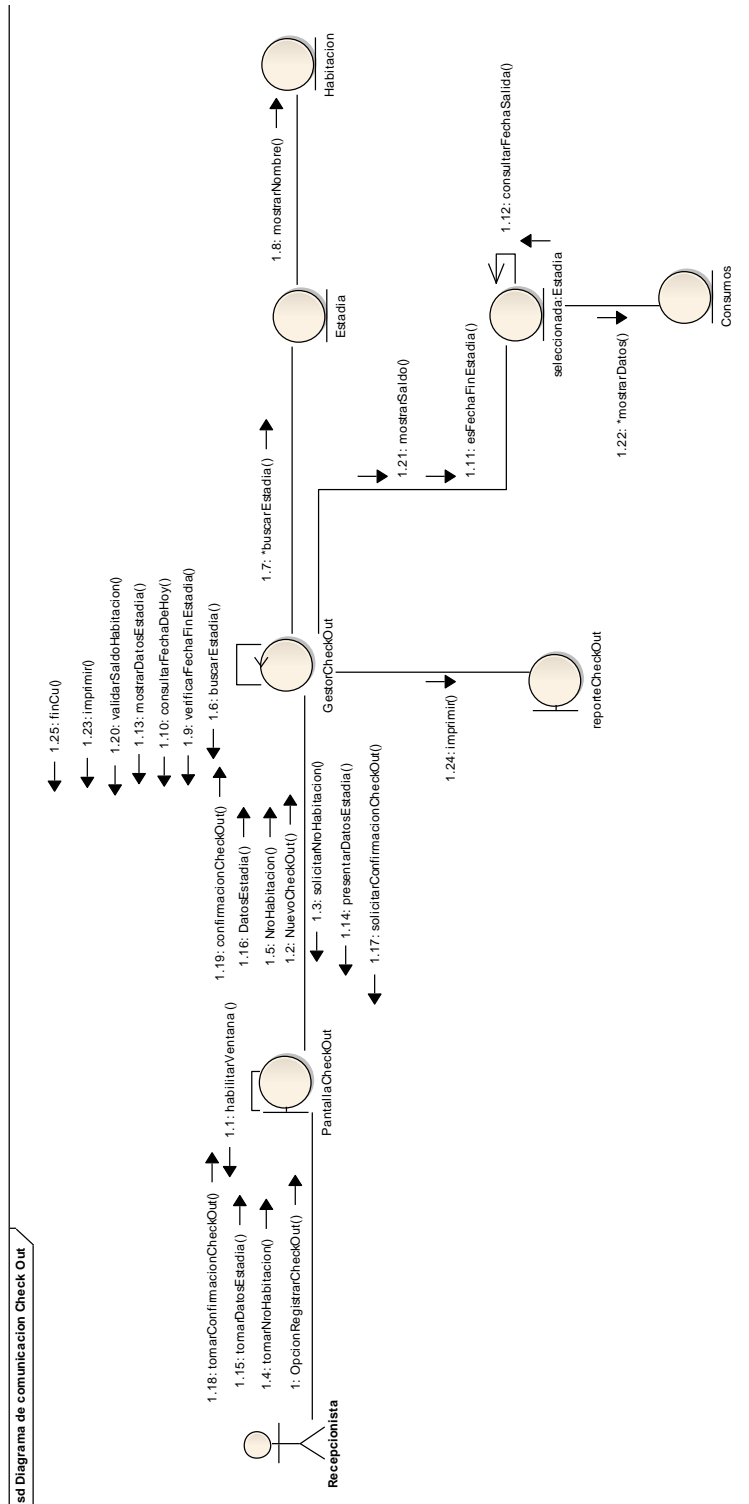 sd Diagrama de comunicacion Check Out
Recepcionista
1.18: tomarConfirmacionCheckOut()
1.15: tomarDatosEstadia()
1.4: tomarNroHabitacion()
1: OpcionRegistrarCheckOut()
1.1: habilitarVentana ()
PantallaCheckOut
1.19: confirmacionCheckOut()
1.16: DatosEstadia()
1.5: NroHabitacion()
1.2: NuevoCheckOut()
1.3: solicitarNroHabitacion()
1.14: presentarDatosEstadia()
1.17: solicitarConfirmacionCheckOut()
1.25: finCu()
1.23: imprimir()
1.20: validarSaldoHabitacion()
1.13: mostrarDatosEstadia()
1.10: consultarFechaDeHoy()
1.9: verificarFechaFinEstadia()
1.6: buscarEstadia()
GestorCheckOut
1.24: imprimir()
reporteCheckOut
1.7: *buscarEstadia()
Estadia
1.8: mostrarNombre()
Habitacion
1.21: mostrarSaldo()
1.11: esFechaFinEstadia()
seleccionada:Estadia
1.12: consultarFechaSalida()
1.22: *mostrarDatos()
Consumos